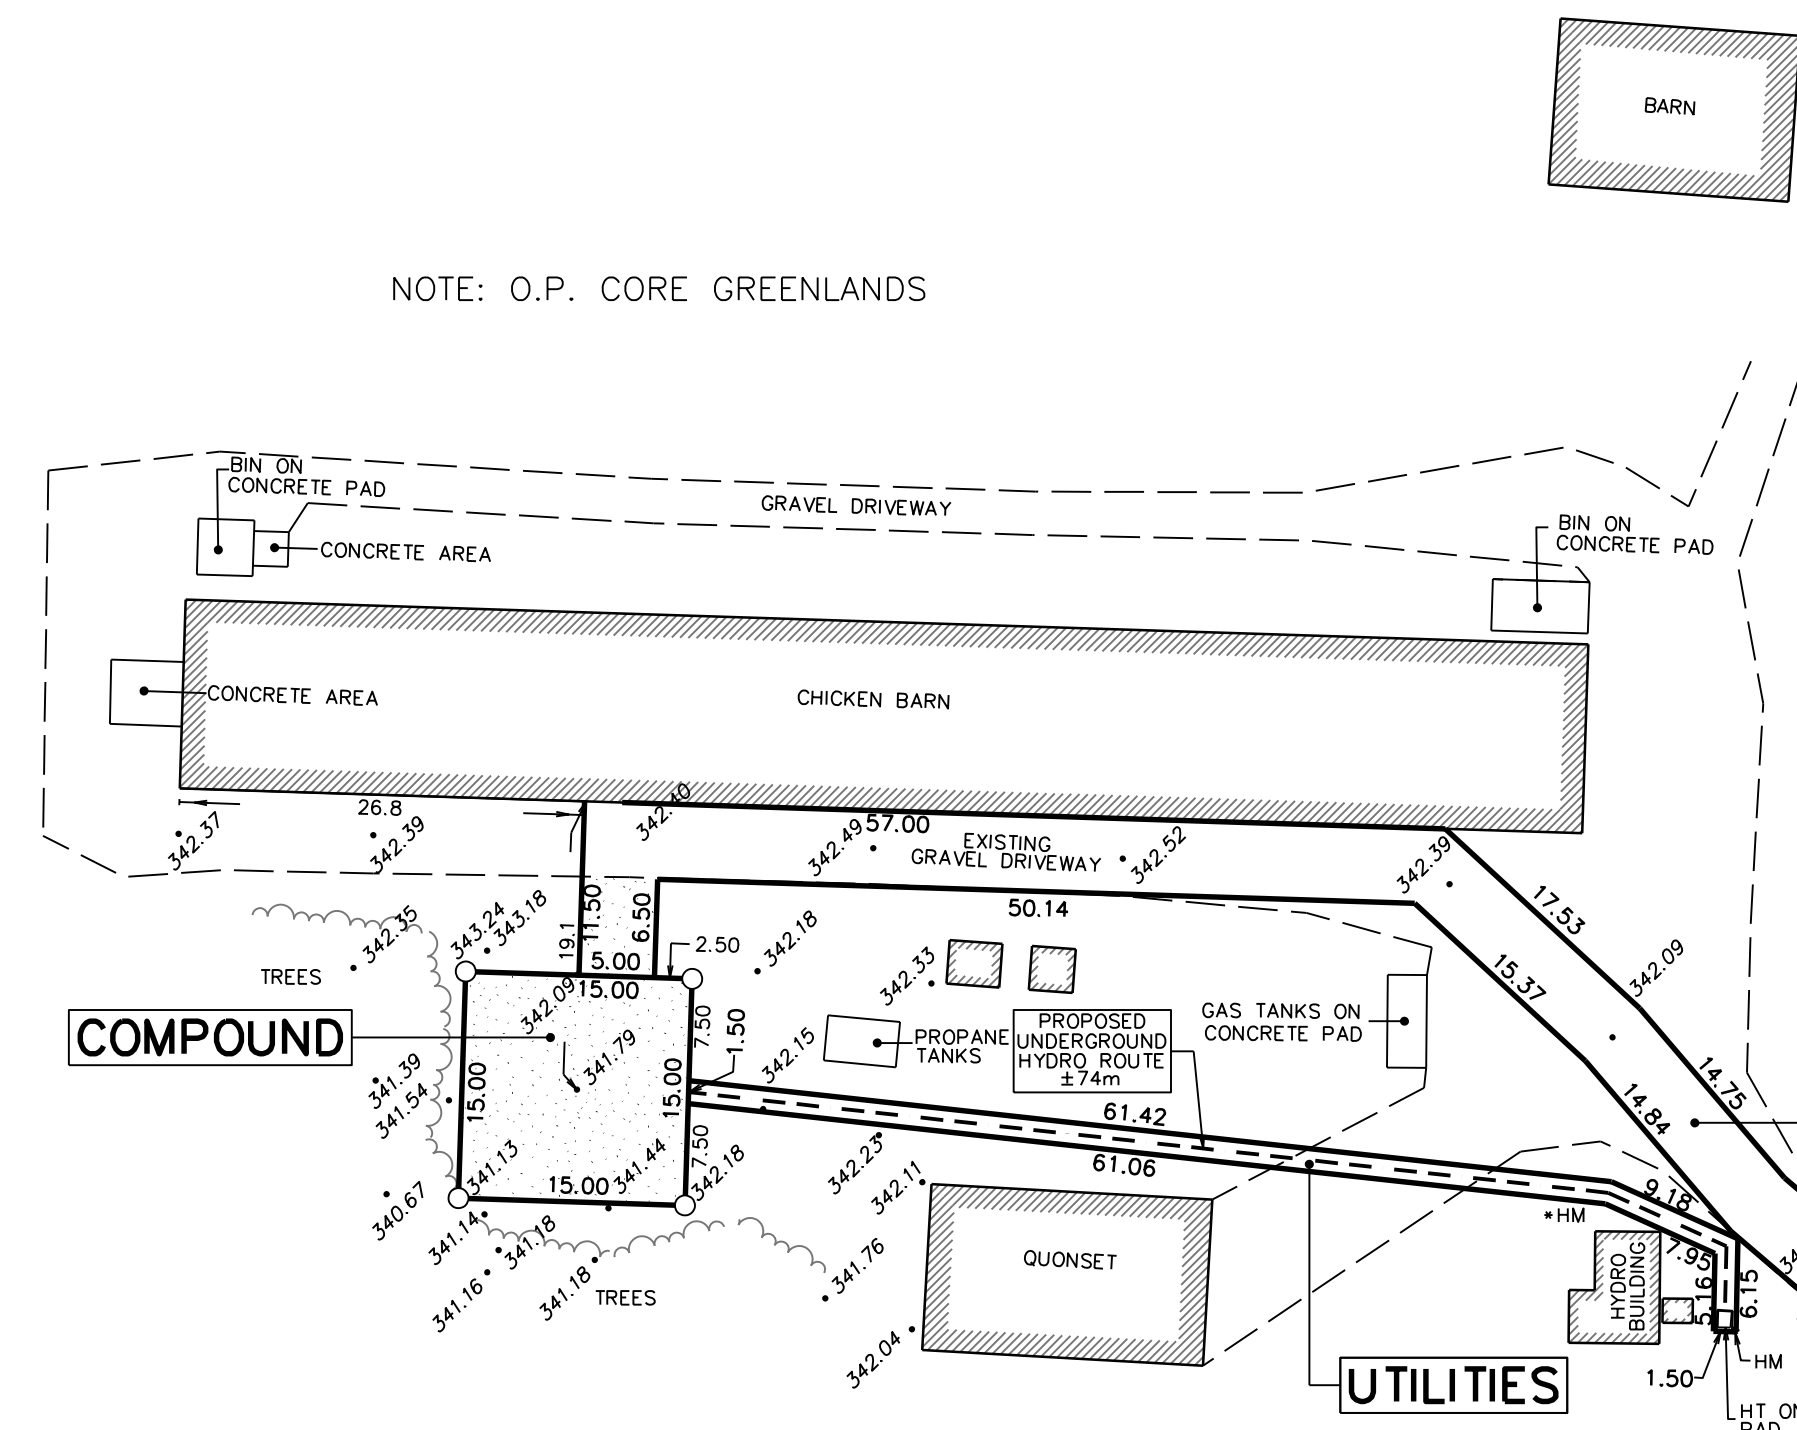 BARN
NOTE: O.P. CORE GREENLANDS
BIN ON
CONCRETE PAD
GRAVEL DRIVEWAY
BIN ON
CONCRETE PAD
CONCRETE AREA
CONCRETE AREA
CHICKEN BARN
26.8
342.37
342.39
342.40
57.00
342.49
EXISTING
GRAVEL DRIVEWAY
342.52
342.39
17.53
11.50
6.50
50.14
342.35
343.24
343.18
19.1
2.50
342.18
342.33
15.37
342.09
TREES
5.00
15.00
342.09
COMPOUND
341.79
7.50
1.50
342.15
PROPANE
TANKS
PROPOSED
UNDERGROUND
HYDRO ROUTE
±74m
GAS TANKS ON
CONCRETE PAD
341.39
341.54
15.00
15.00
61.42
14.84
14.75
341.13
341.44
7.50
342.18
342.23
61.06
342.11
15.00
340.67
341.14
341.18
341.16
341.18
TREES
341.76
342.04
QUONSET
9.18
*HM
7.95
HYDRO
BUILDING
5.16
6.15
34
UTILITIES
1.50
HM
HT ON
PAD